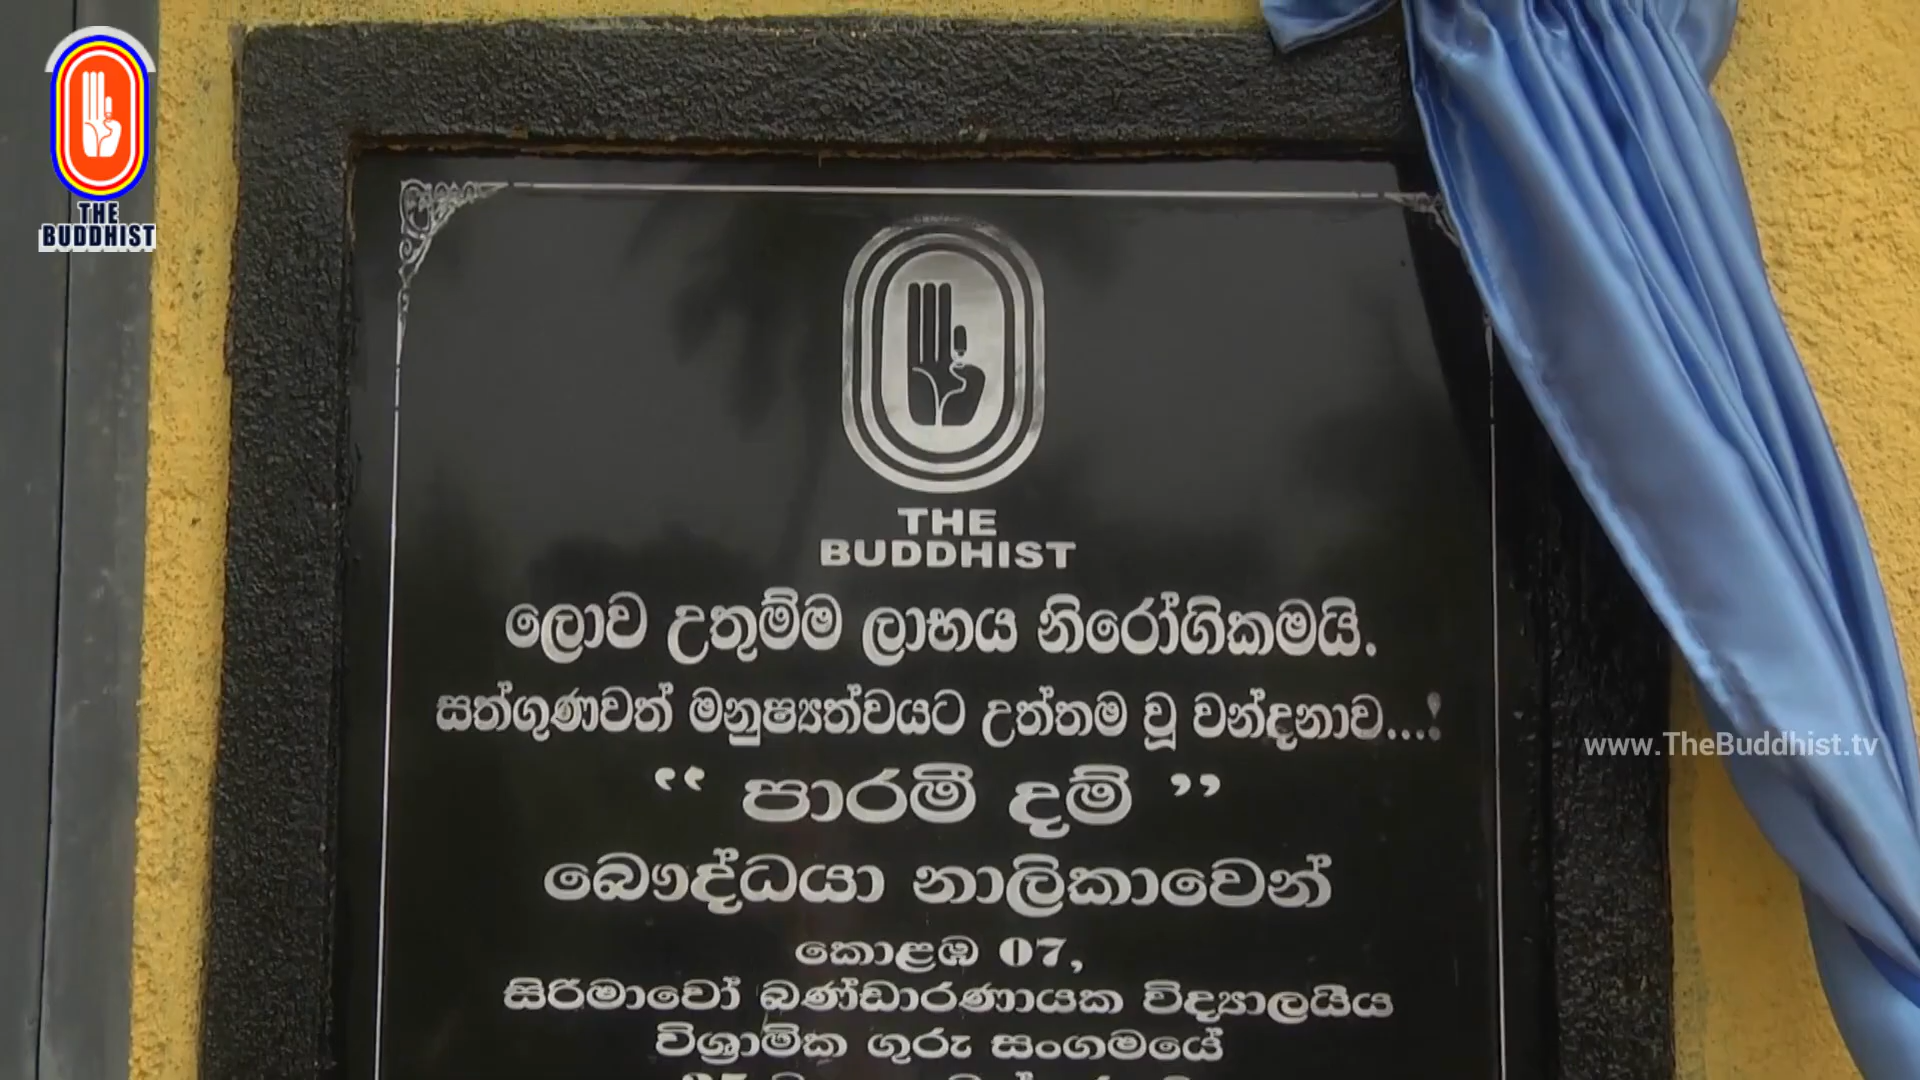 THE
BUDDHIST
THE
BUDDHIST
ලොව උතුම්ම ලාභය නිරෝගිකමයි.
සත්ගුණවත් මනුෂ්‍යත්වයට උත්තම වූ වන්දනාව...!
“ පාරමී දම් ”
බෞද්ධයා නාලිකාවෙන්
කොළඹ 07,
සිරිමාවෝ බණ්ඩාරණායක විද්‍යාලයීය
විශ්‍රාමික ගුරු සංගමයේ
www.TheBuddhist.tv